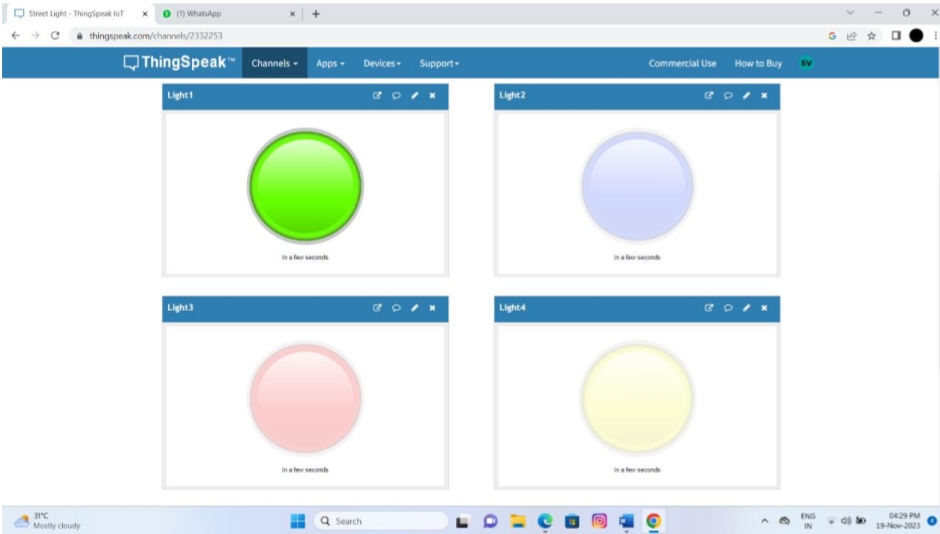 Street Light - ThingSpeak IoT
(1) WhatsApp
thingspeak.com/channels/2332253
ThingSpeak™ Channels Apps Devices Support Commercial Use How to Buy SV
Light1
Light2
in a few seconds
in a few seconds
Light3
Light4
in a few seconds
in a few seconds
31°C
Mostly cloudy
Search
ENG
IN
04:29 PM
19-Nov-2023
4